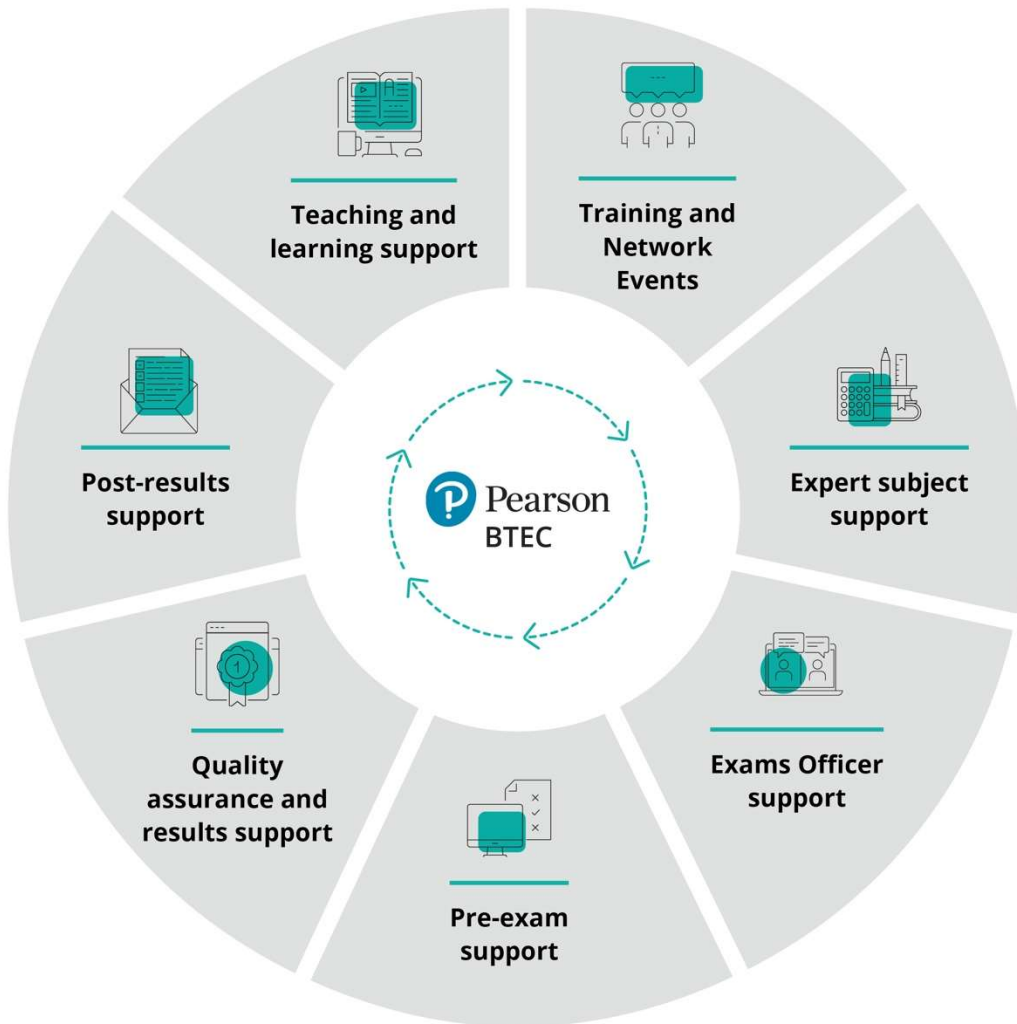 Teaching and
learning support
Training and
Network
Events
Expert subject
support
Exams Officer
support
Pre-exam
support
Quality
assurance and
results support
Post-results
support
Pearson
BTEC